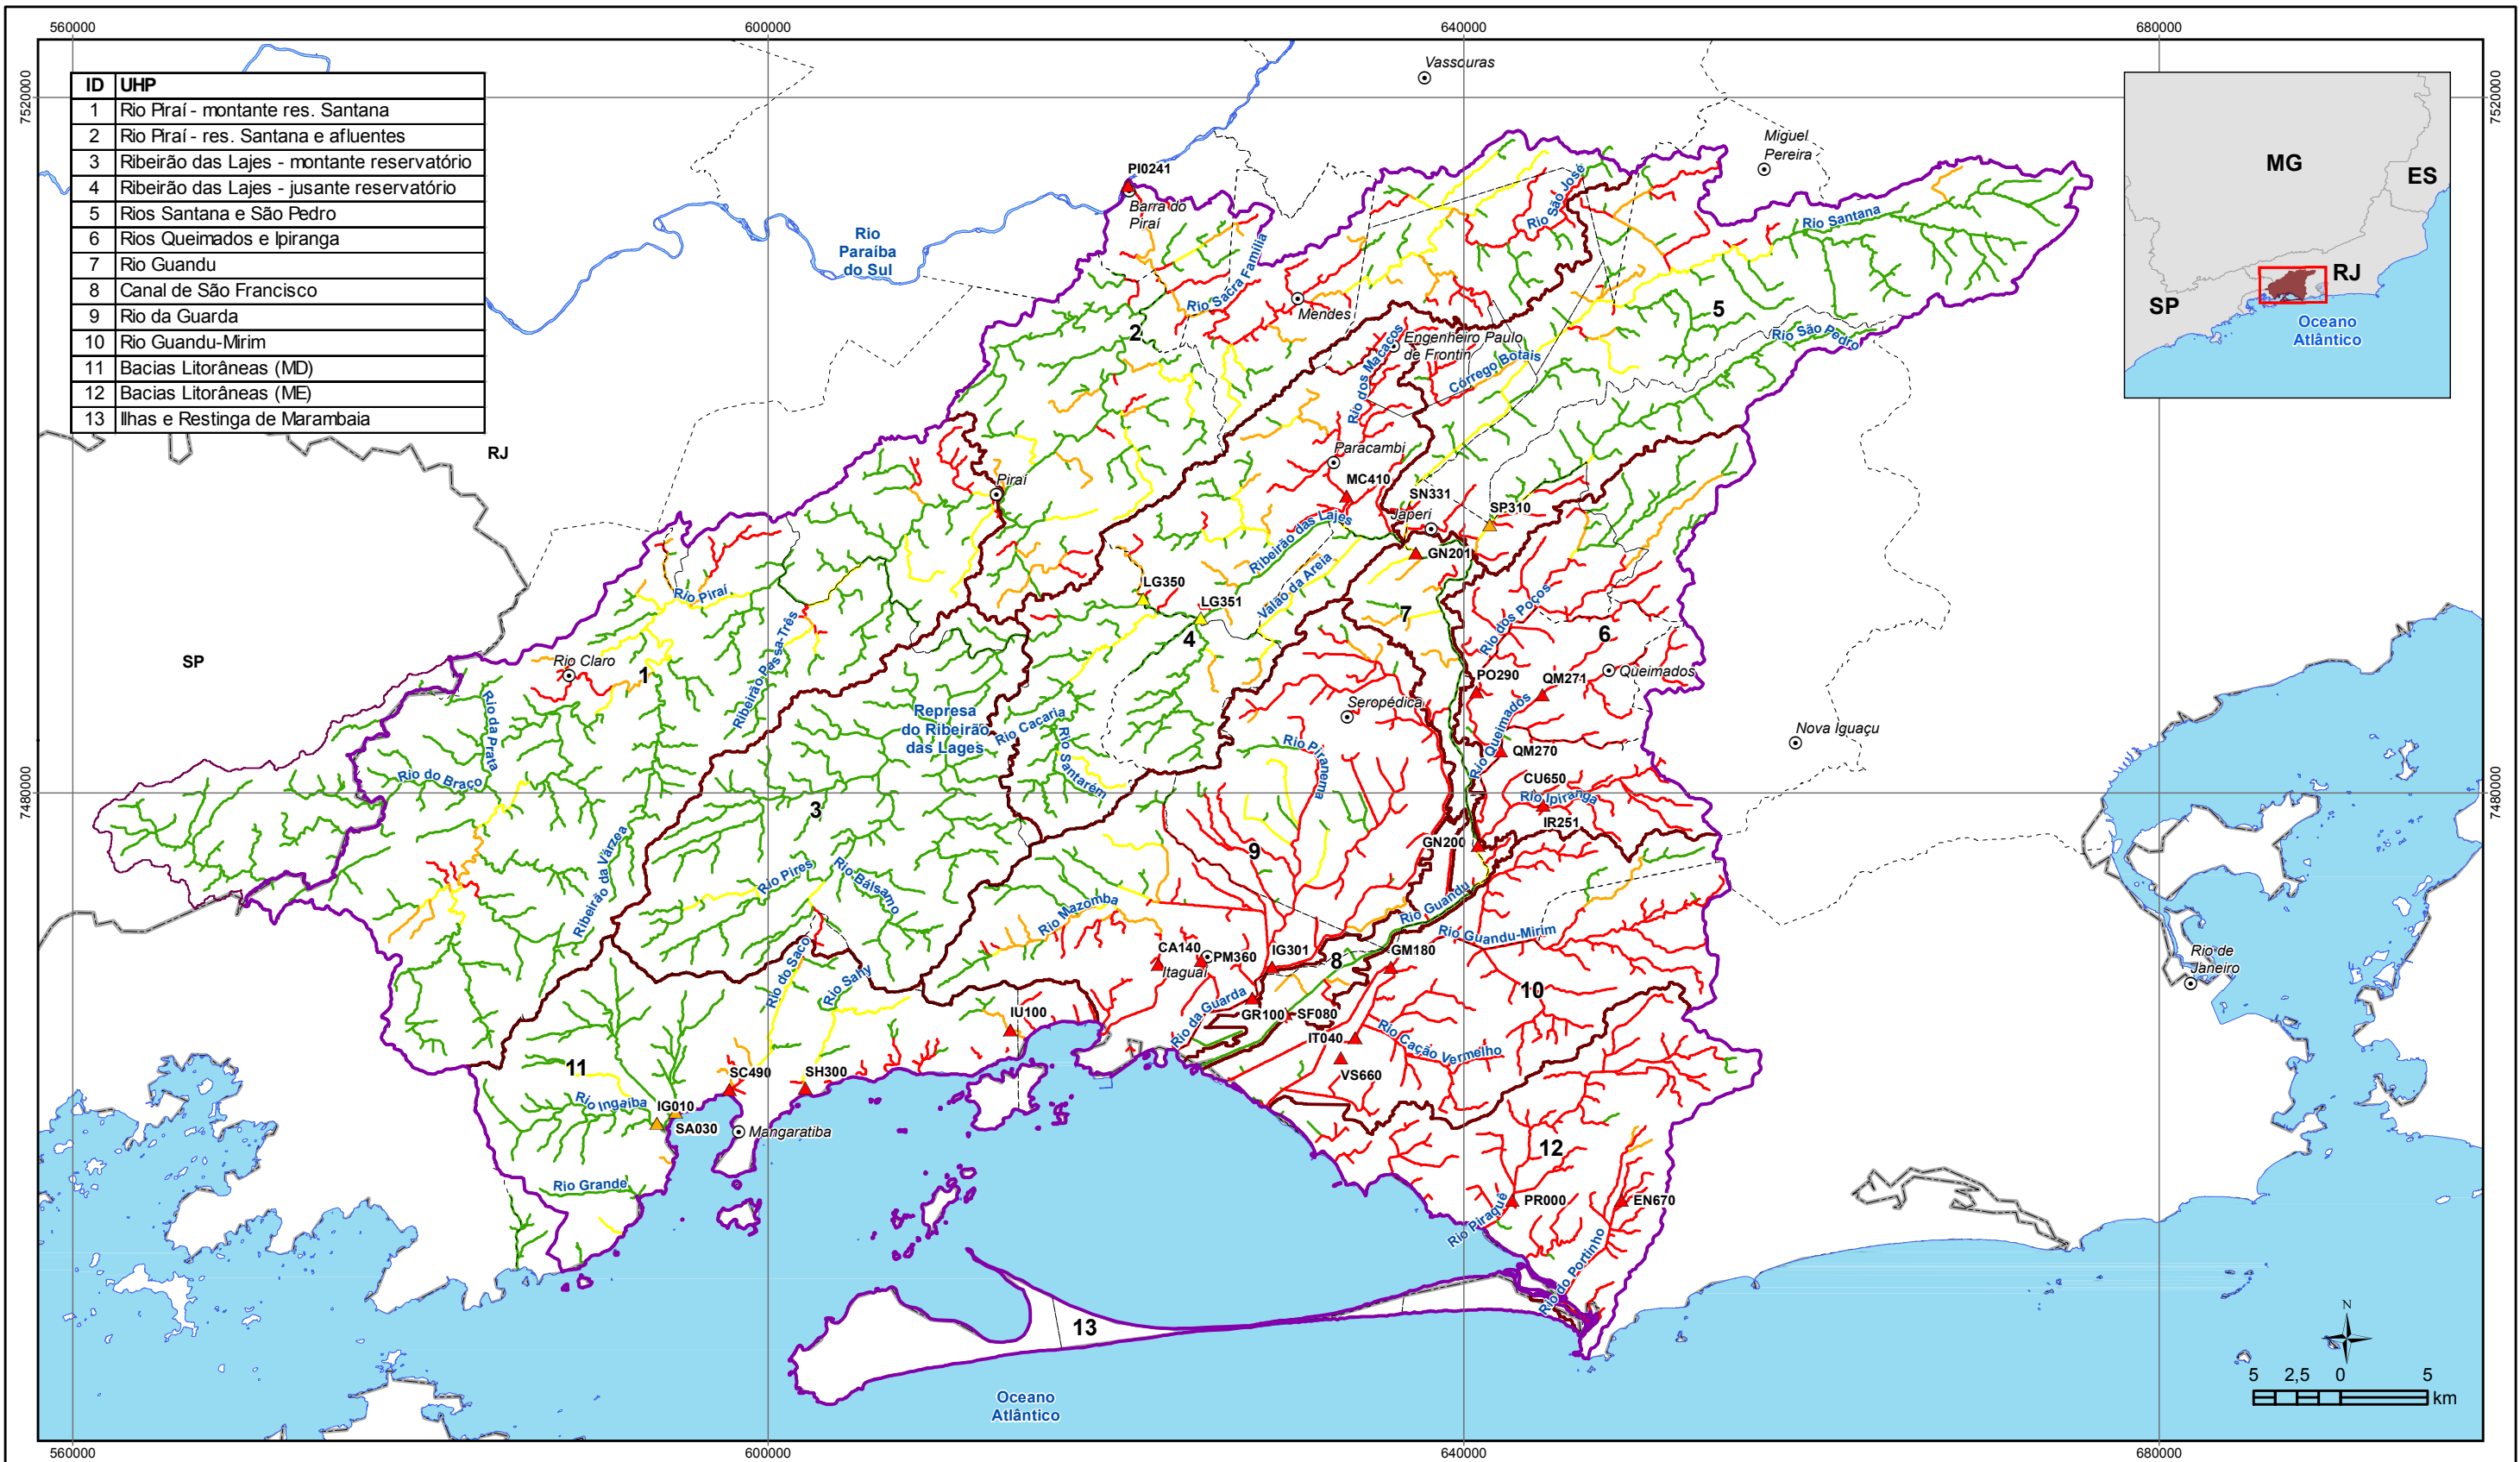 560000
600000
640000
680000
7520000
7520000
7480000
7480000
560000
600000
640000
680000
ID UHP
1 Rio Piraí - montante res. Santana
2 Rio Piraí - res. Santana e afluentes
3 Ribeirão das Lajes - montante reservatório
4 Ribeirão das Lajes - jusante reservatório
5 Rios Santana e São Pedro
6 Rios Queimados e Ipiranga
7 Rio Guandu
8 Canal de São Francisco
9 Rio da Guarda
10 Rio Guandu-Mirim
11 Bacias Litorâneas (MD)
12 Bacias Litorâneas (ME)
13 Ilhas e Restinga de Marambaia
MG
ES
RJ
SP
Oceano
Atlântico
Vassouras
Miguel
Pereira
PI0241
Barra do
Piraí
Rio
Paraíba
do Sul
Rio Sacra Família
Rio São José
Rio Santana
Mendes
2
5
Rio São Pedro
Engenheiro Paulo
de Frontin
Rio dos Macacos
Córrego Botais
RJ
Paracambi
Piraí
MC410
SN331
SP310
Japeri
Ribeirão das Lajes
GN201
LG350
LG351
Valão da Areia
Rio Piraí
Ribeirão Passa-Três
4
7
Rio dos Poços
6
SP
Rio Claro
1
Queimados
PO290
QM271
Rio da Prata
Represa
do Ribeirão
das Lages
Rio Cacaria
Rio Santarém
Seropédica
Rio Queimados
Nova Iguaçu
Rio Piranema
QM270
Rio do Braço
CU650
Rio Ipiranga
IR251
3
9
GN200
Ribeirão da Várzea
Rio Pires
Rio Bálsamo
Rio Mazomba
Rio Guandu
Rio Guandu-Mirim
Rio do Saco
Rio Sahy
CA140
PM360
Itaguaí
IG301
8
GM180
10
Rio de
Janeiro
IU100
Rio da Guarda
GR100
SF080
IT040
Rio Cação Vermelho
VS660
11
SC490
SH300
Rio Ingaíba
IG010
SA030
Mangaratiba
12
Rio Grande
PR000
EN670
Rio Piraquê
Rio do Portinho
13
Oceano
Atlântico
N
5 2,5 0 5
km